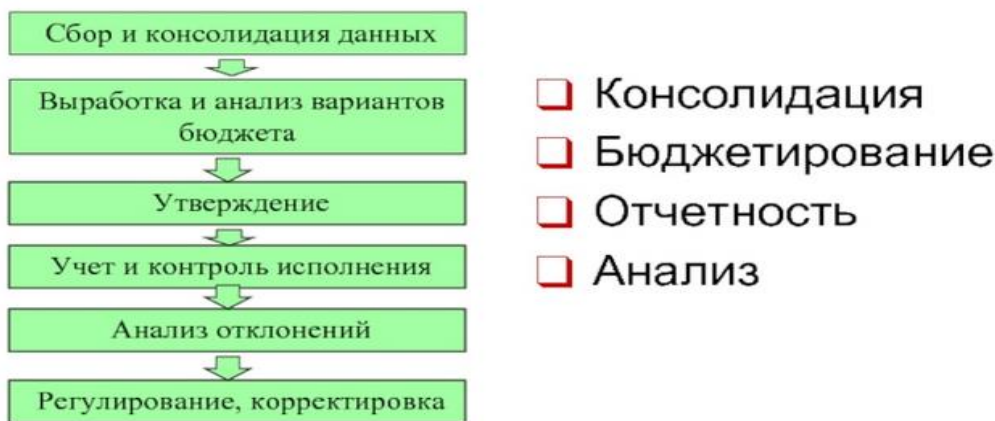 Сбор и консолидация данных
Выработка и анализ вариантов
бюджета
Утверждение
Учет и контроль исполнения
Анализ отклонений
Регулирование, корректировка
Консолидация
Бюджетирование
Отчетность
Анализ